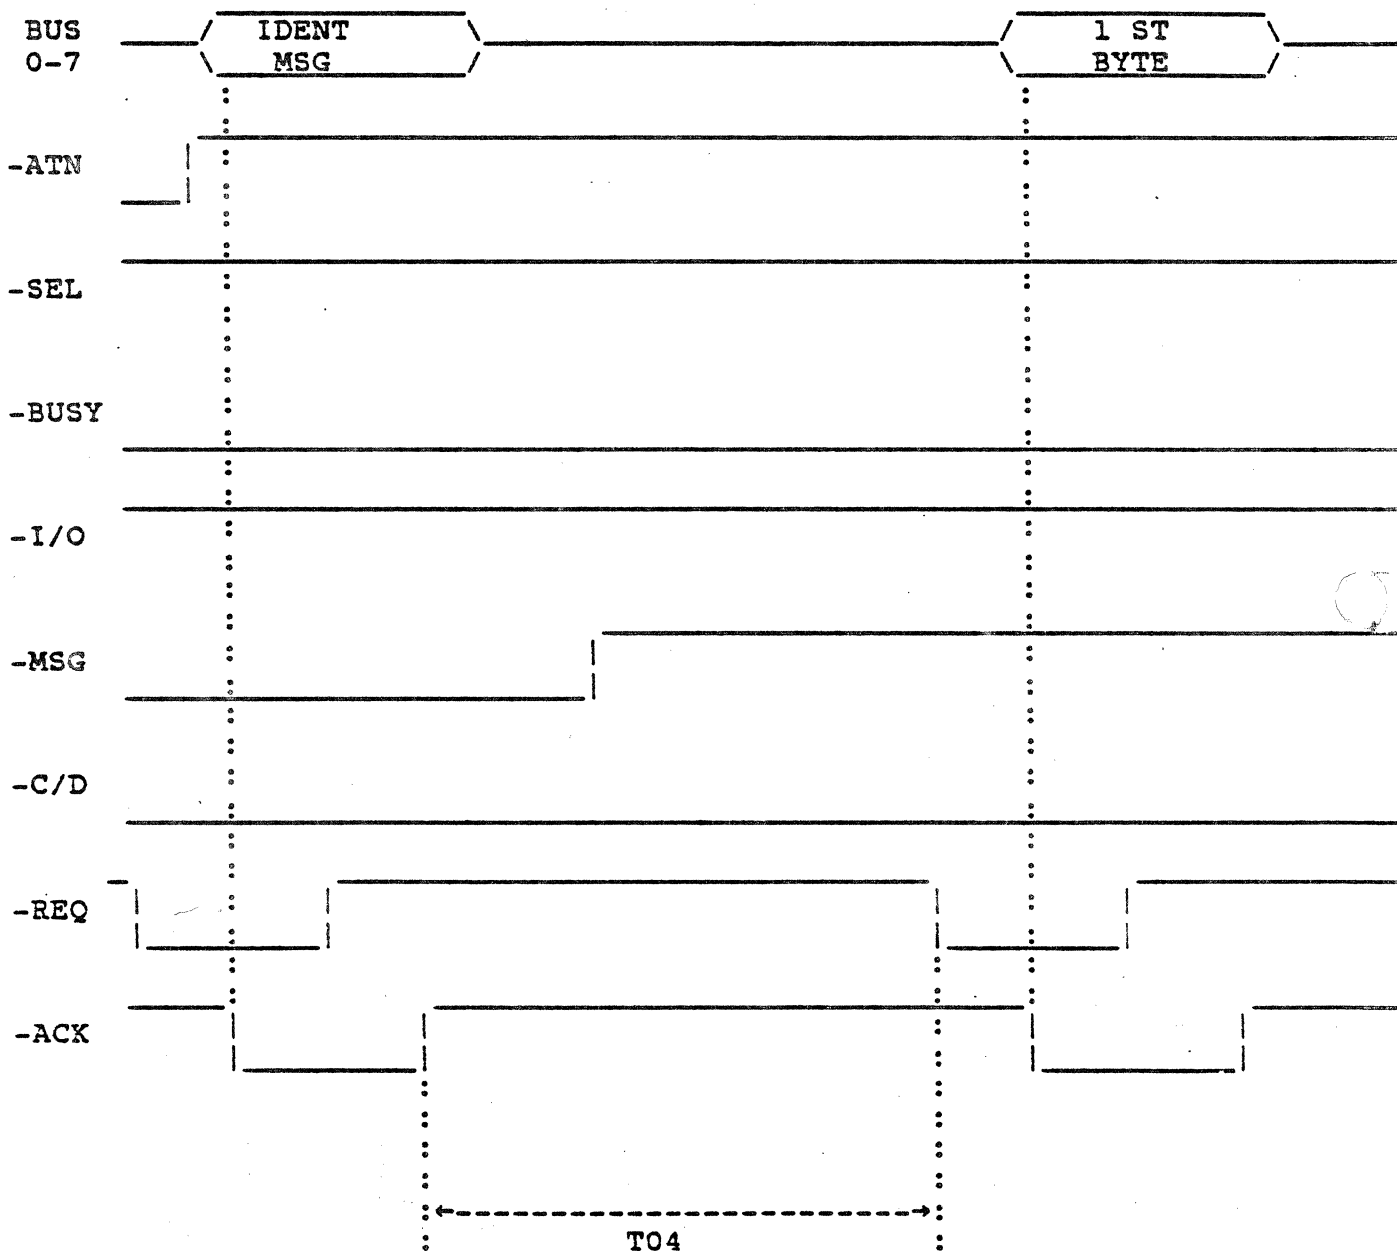 BUS
0-7
IDENT
MSG
1 ST
BYTE
-ATN
-SEL
-BUSY
-I/O
-MSG
-C/D
-REQ
-ACK
T04